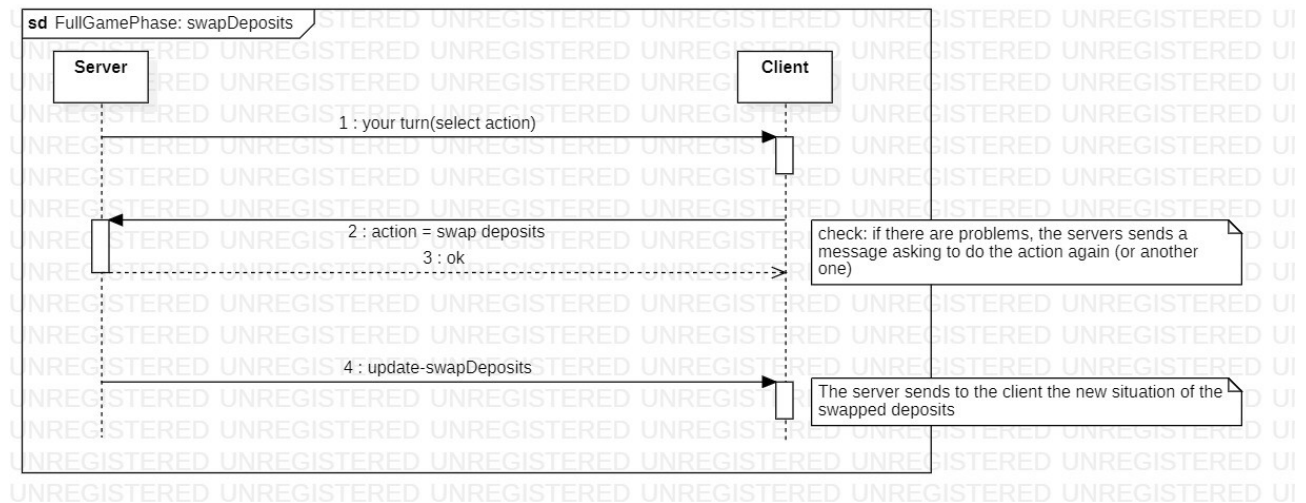 sd FullGamePhase: swapDeposits
Server
Client
1 : your turn(select action)
2 : action = swap deposits
3 : ok
check: if there are problems, the servers sends a
message asking to do the action again (or another
one)
4 : update-swapDeposits
The server sends to the client the new situation of the
swapped deposits
UNREGISTERED